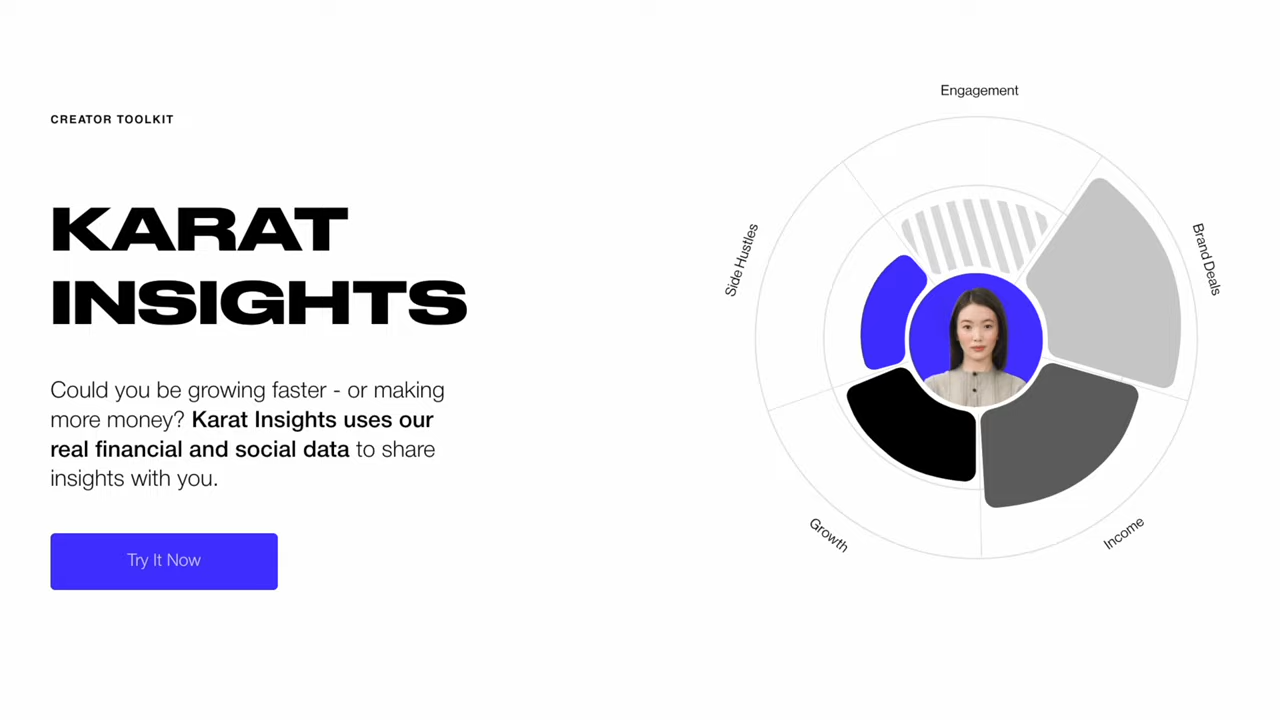 CREATOR TOOLKIT
KARAT
INSIGHTS
Could you be growing faster - or making
more money? Karat Insights uses our
real financial and social data to share
insights with you.
Try It Now
Engagement
Side Hustles
Brand Deals
Growth
Income